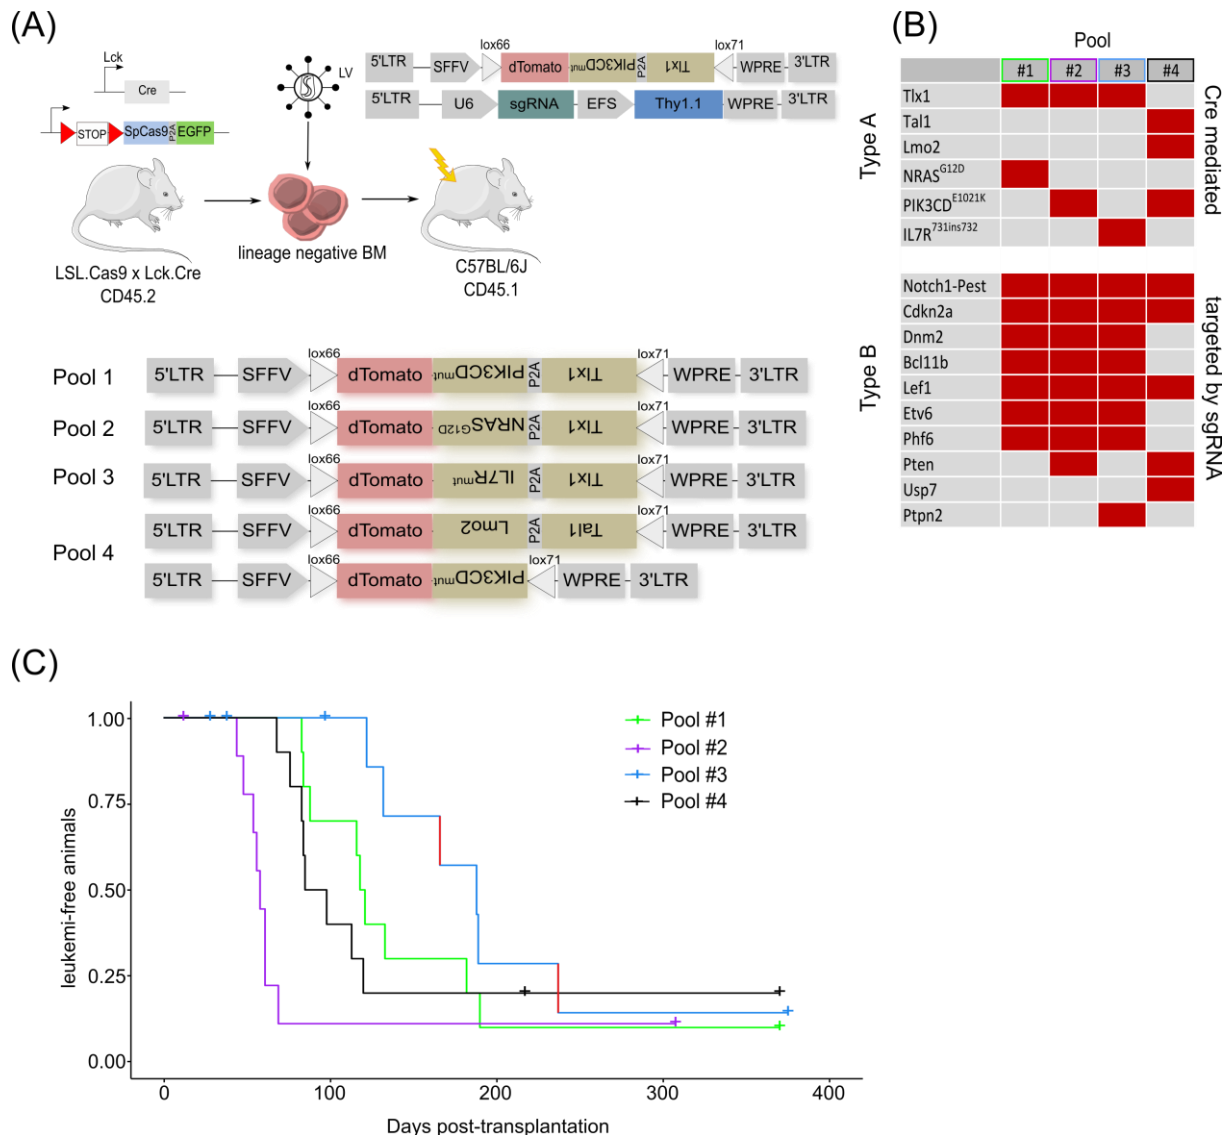 (A)
Lck
Cre
STOP
SpCas9
P2A
EGFP
LV
lox66
lox71
5'LTR
SFFV
dTomato
PIK3CDmut
P2A
Tlx1
WPRE
3'LTR
5'LTR
U6
sgRNA
EFS
Thy1.1
WPRE
3'LTR
LSL.Cas9 x Lck.Cre
CD45.2
lineage negative BM
C57BL/6J
CD45.1
Pool 1
5'LTR
SFFV
lox66
dTomato
PIK3CDmut
P2A
Tlx1
lox71
WPRE
3'LTR
Pool 2
5'LTR
SFFV
lox66
dTomato
NRASG12D
P2A
Tlx1
lox71
WPRE
3'LTR
Pool 3
5'LTR
SFFV
lox66
dTomato
IL7Rmut
P2A
Tlx1
lox71
WPRE
3'LTR
Pool 4
5'LTR
SFFV
lox66
dTomato
Lmo2
P2A
Tal1
lox71
WPRE
3'LTR
5'LTR
SFFV
lox66
dTomato
PIK3CDmut
lox71
WPRE
3'LTR
(B)
Pool
#1 #2 #3 #4
Type A
Tlx1
Tal1
Lmo2
NRASG12D
PIK3CDE1021K
IL7R731ins732
Cre mediated
Type B
Notch1-Pest
Cdkn2a
Dnm2
Bcl11b
Lef1
Etv6
Phf6
Pten
Usp7
Ptpn2
targeted by sgRNA
(C)
leukemi-free animals
1.00
0.75
0.50
0.25
0.00
0 100 200 300 400
Days post-transplantation
Pool #1
Pool #2
Pool #3
Pool #4